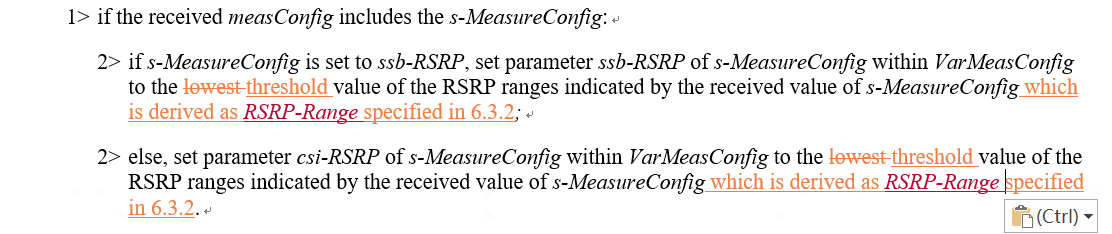 1> if the received measConfig includes the s-MeasureConfig:
2> if s-MeasureConfig is set to ssb-RSRP, set parameter ssb-RSRP of s-MeasureConfig within VarMeasConfig
to the lowest threshold value of the RSRP ranges indicated by the received value of s-MeasureConfig which
is derived as RSRP-Range specified in 6.3.2;
2> else, set parameter csi-RSRP of s-MeasureConfig within VarMeasConfig to the lowest threshold value of the
RSRP ranges indicated by the received value of s-MeasureConfig which is derived as RSRP-Range specified
in 6.3.2.
(Ctrl)